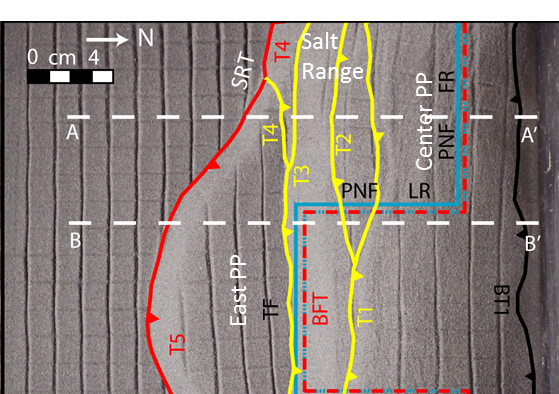 N
0 cm 4
SRT
T4
Salt
Range
Center PP
FR
PNF
A
A'
T4
T3
T2
PNF
LR
B
B'
East PP
TF
BFT
T1
BT1
T5